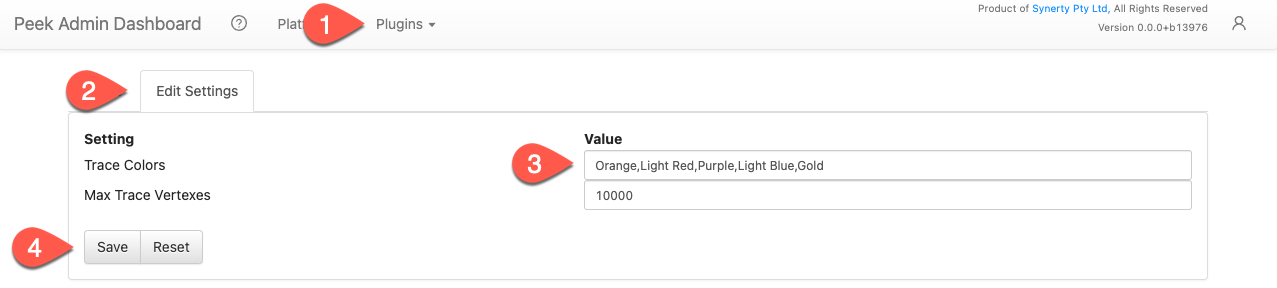 Peek Admin Dashboard ? Plat 1 Plugins
Product of Synerty Pty Ltd, All Rights Reserved
Version 0.0.0+b13976
2 Edit Settings
Setting Value
Trace Colors 3 Orange,Light Red,Purple,Light Blue,Gold
Max Trace Vertexes 10000
4 Save Reset